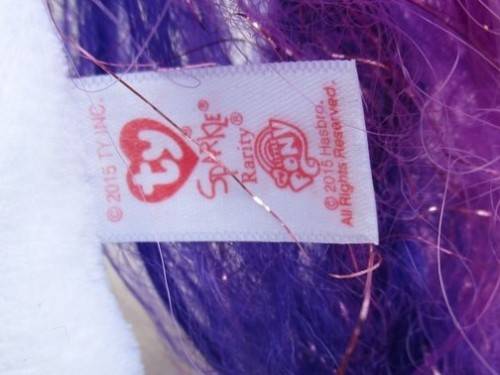 © 2015 TY INC.
ty®
SPARKLE®
Rarity®
my LITTLE PONY
© 2015 Hasbro.
All Rights Reserved.